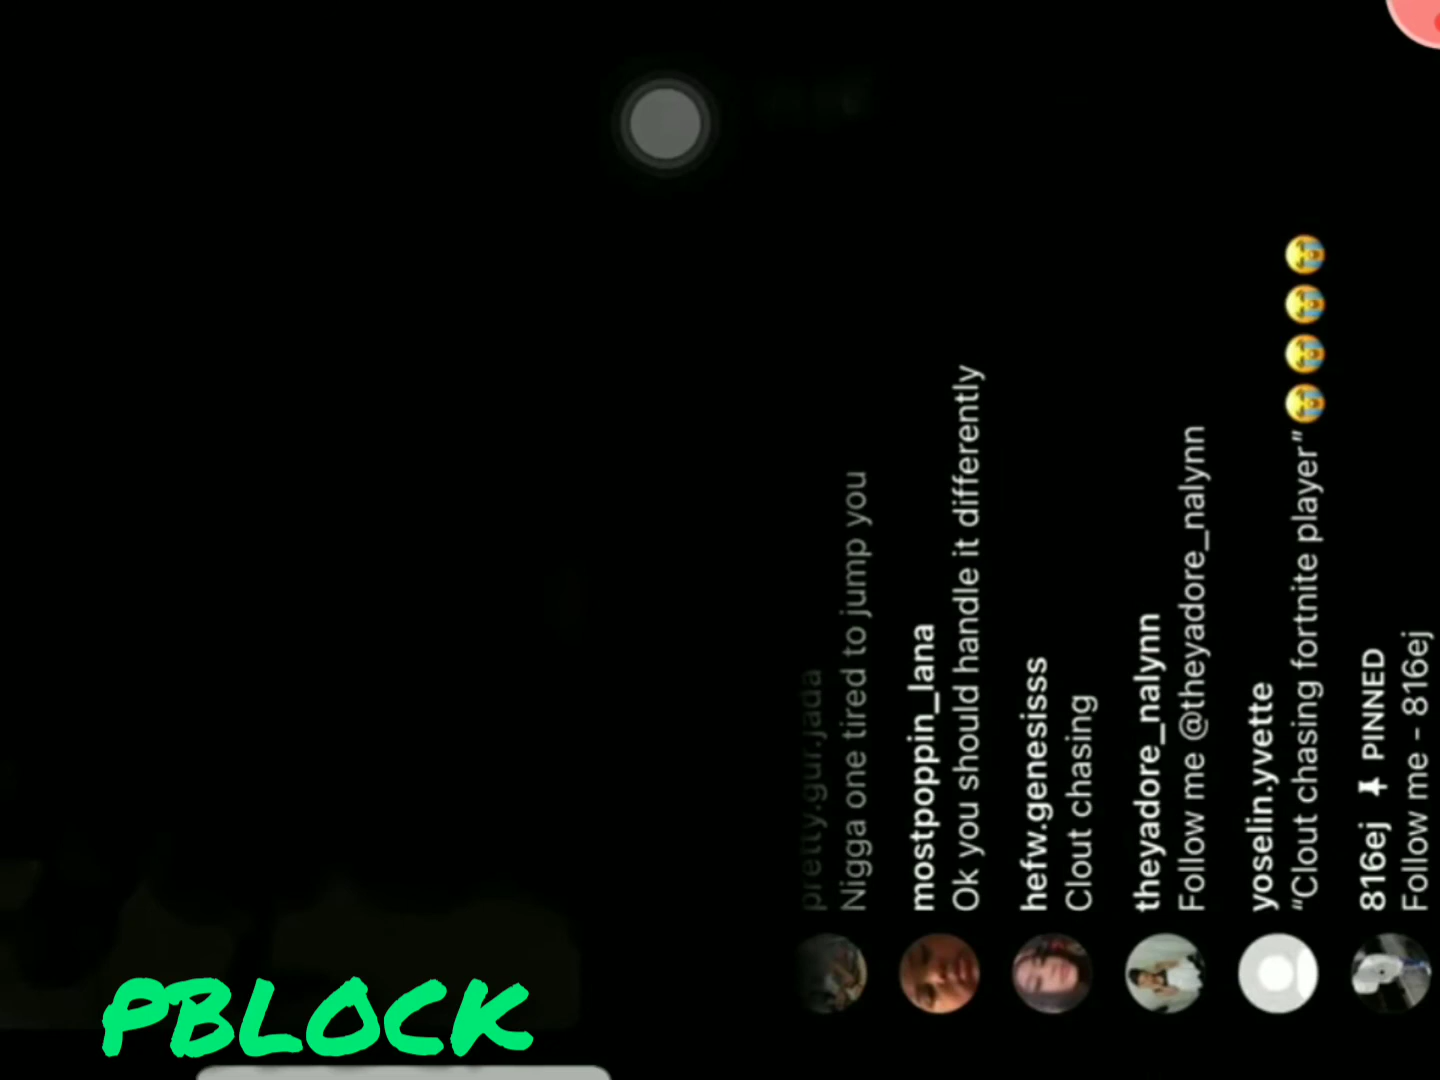 pretty.gurl.jada
Nigga one tired to jump you
mostpoppin_lana
Ok you should handle it differently
hefw.genesisss
Clout chasing
theyadore_nalynn
Follow me @theyadore_nalynn
yoselin.yvette
“Clout chasing fortnite player”😭😭😭😭
816ej 📌 PINNED
Follow me - 816ej
PBLOCK